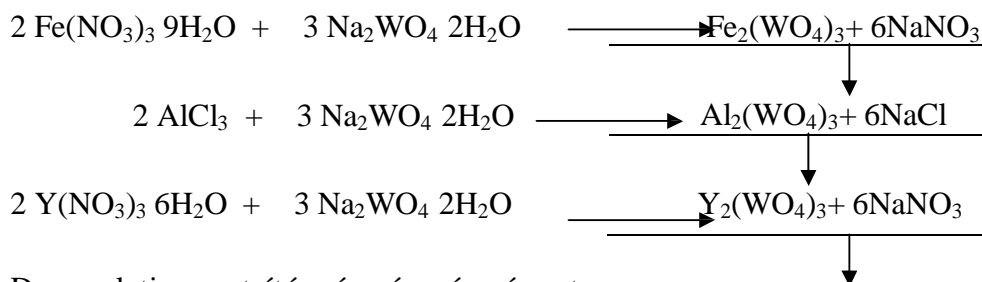 2 Fe(NO₃)₃ 9H₂O + 3 Na₂WO₄ 2H₂O Fe₂(WO₄)₃+ 6NaNO₃
2 AlCl₃ + 3 Na₂WO₄ 2H₂O Al₂(WO₄)₃+ 6NaCl
2 Y(NO₃)₃ 6H₂O + 3 Na₂WO₄ 2H₂O Y₂(WO₄)₃+ 6NaNO₃